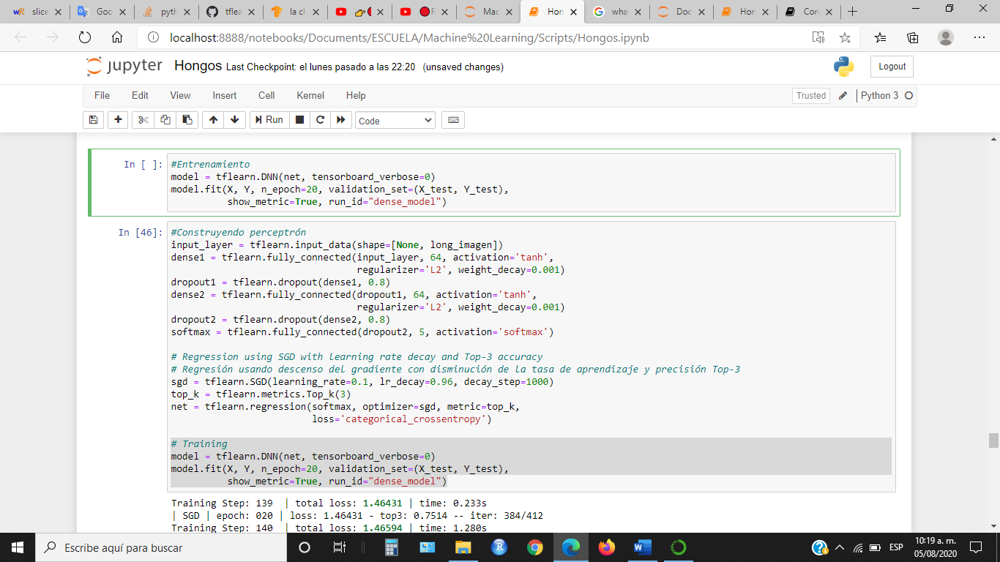 slice
Goo
pyth
tflea
la cl
Mac
Hon
wha
Doc
Hon
Cor
localhost:8888/notebooks/Documents/ESCUELA/Machine%20Learning/Scripts/Hongos.ipynb
jupyter Hongos Last Checkpoint: el lunes pasado a las 22:20 (unsaved changes)
Logout
File Edit View Insert Cell Kernel Help
Trusted
Python 3
Run
Code
In [ ]:
#Entrenamiento
model = tflearn.DNN(net, tensorboard_verbose=0)
model.fit(X, Y, n_epoch=20, validation_set=(X_test, Y_test),
show_metric=True, run_id="dense_model")
In [46]:
#Construyendo perceptrón
input_layer = tflearn.input_data(shape=[None, long_imagen])
dense1 = tflearn.fully_connected(input_layer, 64, activation='tanh',
regularizer='L2', weight_decay=0.001)
dropout1 = tflearn.dropout(dense1, 0.8)
dense2 = tflearn.fully_connected(dropout1, 64, activation='tanh',
regularizer='L2', weight_decay=0.001)
dropout2 = tflearn.dropout(dense2, 0.8)
softmax = tflearn.fully_connected(dropout2, 5, activation='softmax')
# Regression using SGD with learning rate decay and Top-3 accuracy
# Regresión usando descenso del gradiente con disminución de la tasa de aprendizaje y precisión Top-3
sgd = tflearn.SGD(learning_rate=0.1, lr_decay=0.96, decay_step=1000)
top_k = tflearn.metrics.Top_k(3)
net = tflearn.regression(softmax, optimizer=sgd, metric=top_k,
loss='categorical_crossentropy')
# Training
model = tflearn.DNN(net, tensorboard_verbose=0)
model.fit(X, Y, n_epoch=20, validation_set=(X_test, Y_test),
show_metric=True, run_id="dense_model")
Training Step: 139 | total loss: 1.46431 | time: 0.233s
| SGD | epoch: 020 | loss: 1.46431 - top3: 0.7514 -- iter: 384/412
Training Step: 140 | total loss: 1.46594 | time: 1.280s
Escribe aquí para buscar
ESP
10:19 a. m.
05/08/2020